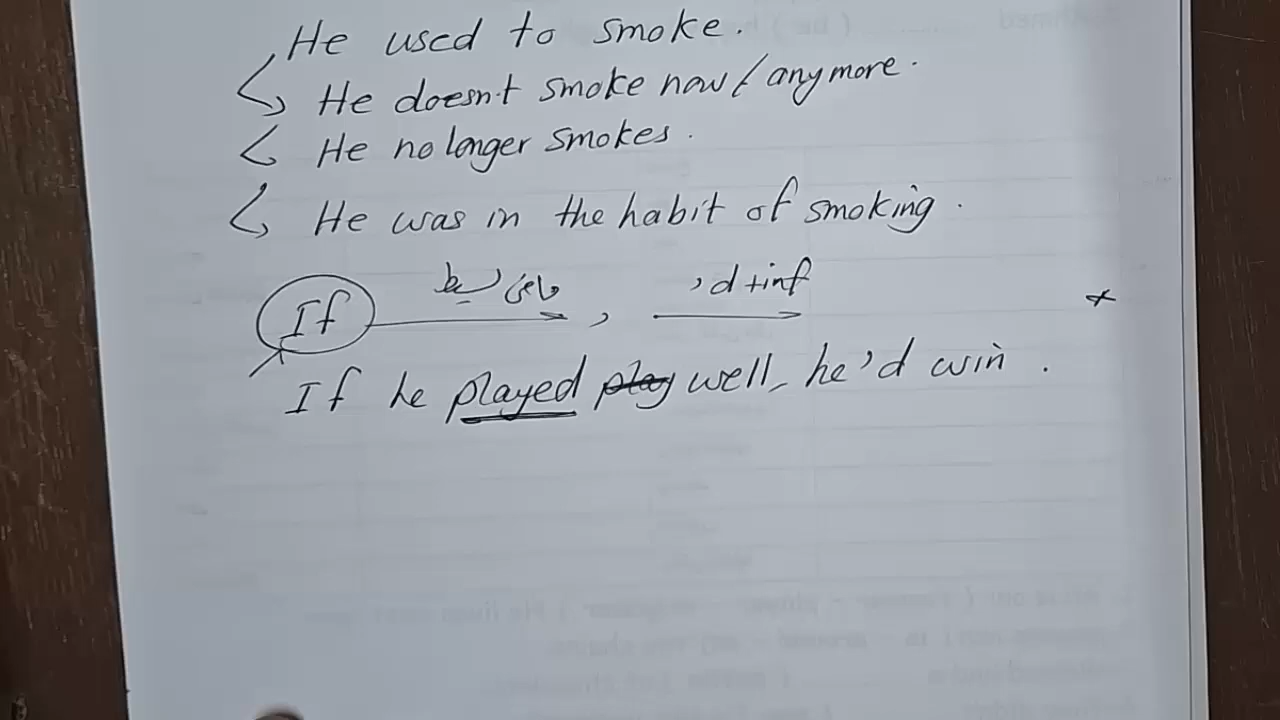 He used to smoke.
He doesn't smoke now / anymore.
He no longer smokes.
He was in the habit of smoking.
If ماضى بسيط , 'd + inf
If he played play well, he'd win.